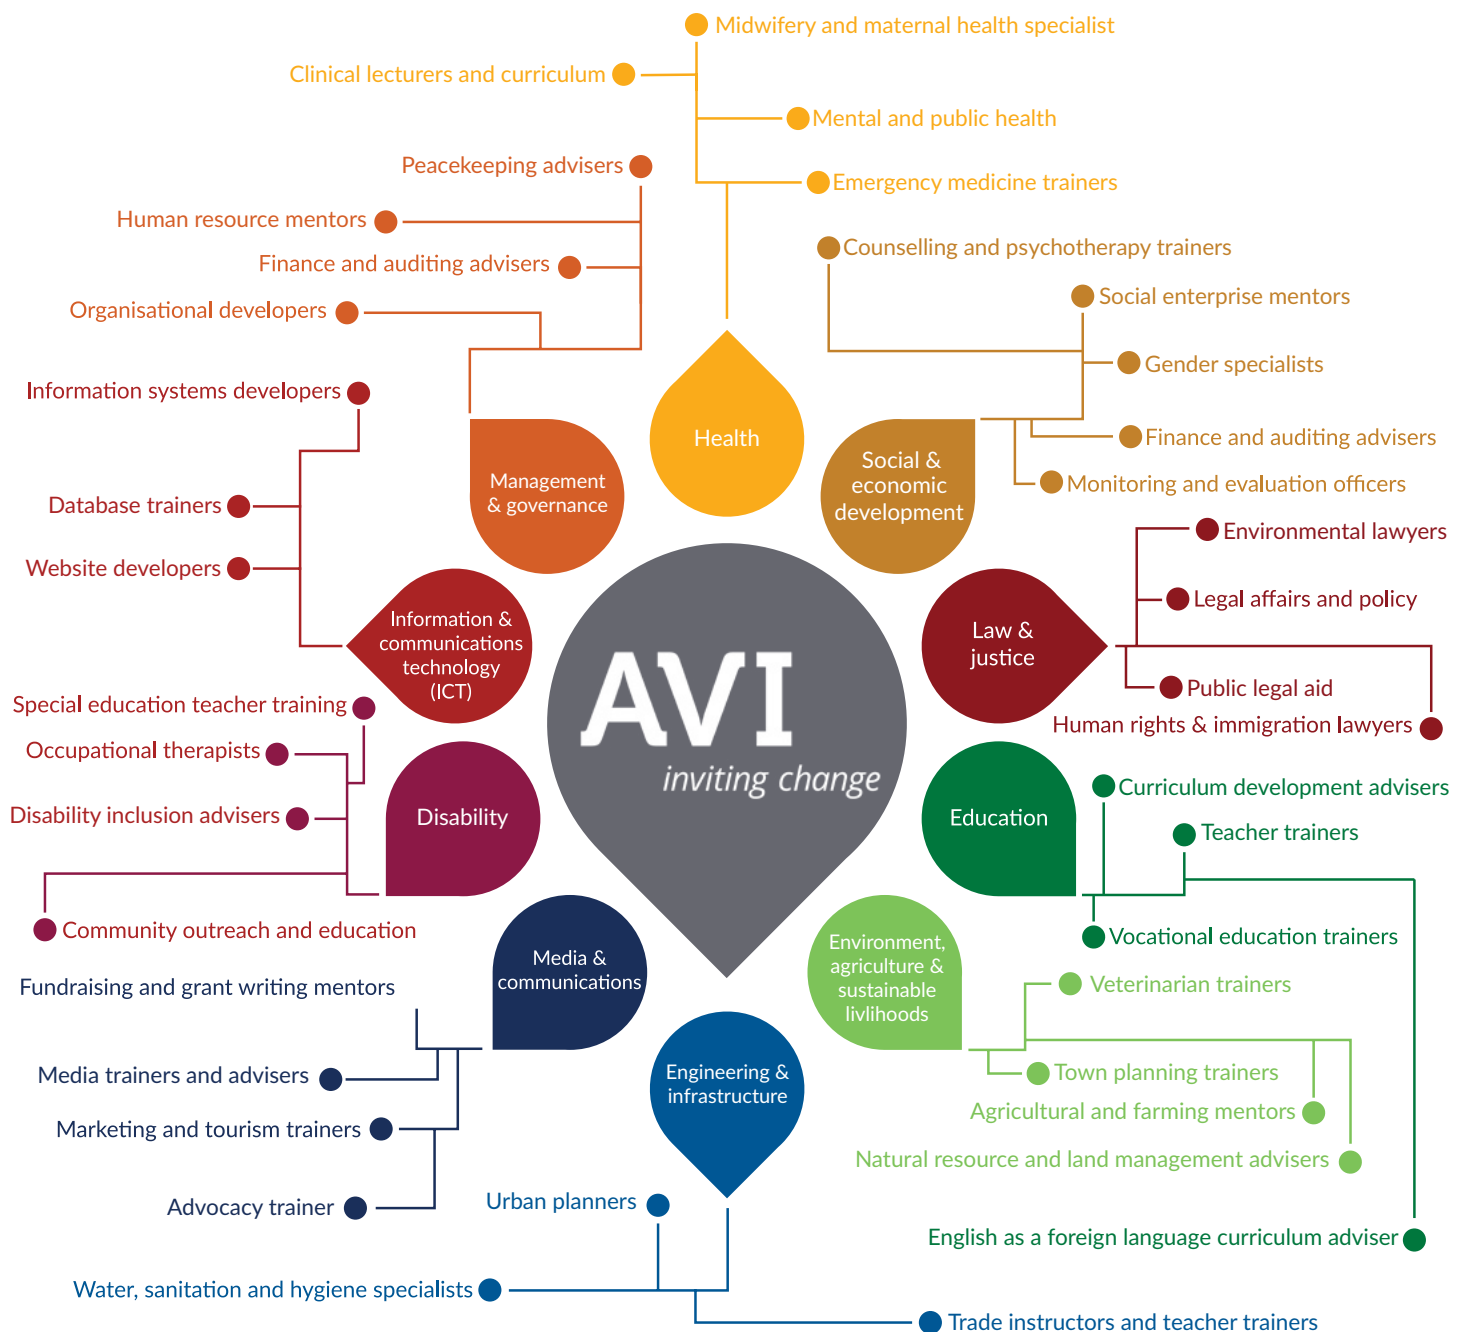 Midwifery and maternal health specialist
Clinical lecturers and curriculum
Mental and public health
Emergency medicine trainers
Health
Peacekeeping advisers
Human resource mentors
Finance and auditing advisers
Organisational developers
Management
& governance
Counselling and psychotherapy trainers
Social enterprise mentors
Gender specialists
Finance and auditing advisers
Monitoring and evaluation officers
Social &
economic
development
Information systems developers
Database trainers
Website developers
Information &
communications
technology
(ICT)
Environmental lawyers
Legal affairs and policy
Public legal aid
Human rights & immigration lawyers
Law &
justice
AVI
inviting change
Special education teacher training
Occupational therapists
Disability inclusion advisers
Community outreach and education
Disability
Curriculum development advisers
Teacher trainers
Vocational education trainers
English as a foreign language curriculum adviser
Education
Fundraising and grant writing mentors
Media trainers and advisers
Marketing and tourism trainers
Advocacy trainer
Media &
communications
Environment,
agriculture &
sustainable
livlihoods
Veterinarian trainers
Town planning trainers
Agricultural and farming mentors
Natural resource and land management advisers
Engineering &
infrastructure
Urban planners
Water, sanitation and hygiene specialists
Trade instructors and teacher trainers